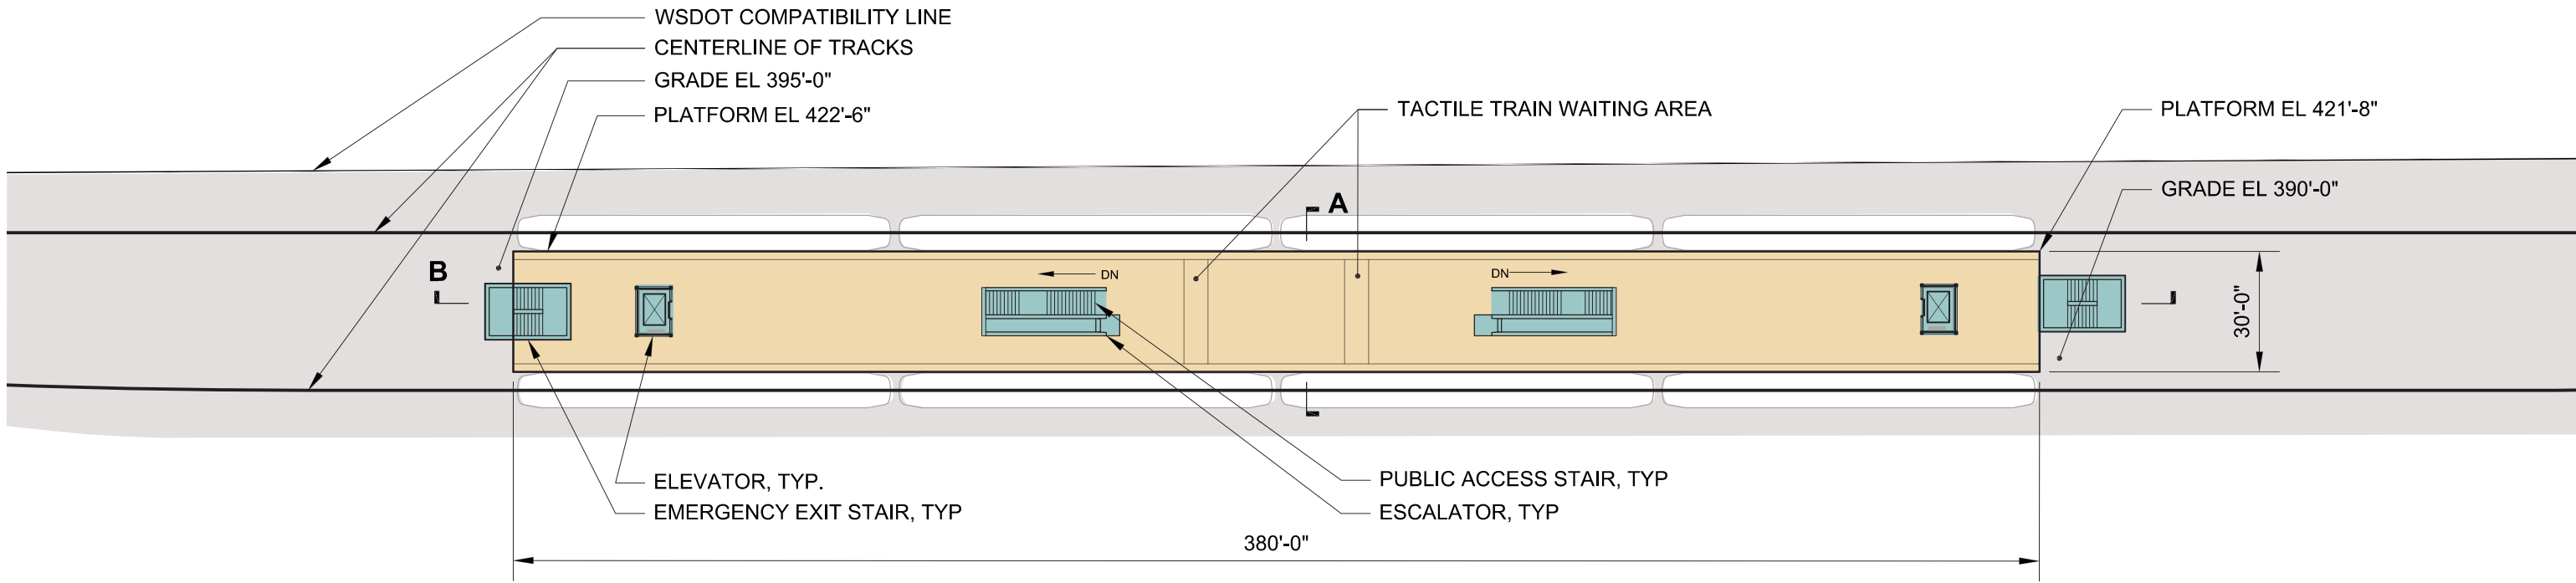 WSDOT COMPATIBILITY LINE
CENTERLINE OF TRACKS
GRADE EL 395'-0"
PLATFORM EL 422'-6"
TACTILE TRAIN WAITING AREA
PLATFORM EL 421'-8"
GRADE EL 390'-0"
A
B
DN
DN
30'-0"
ELEVATOR, TYP.
EMERGENCY EXIT STAIR, TYP
PUBLIC ACCESS STAIR, TYP
ESCALATOR, TYP
380'-0"